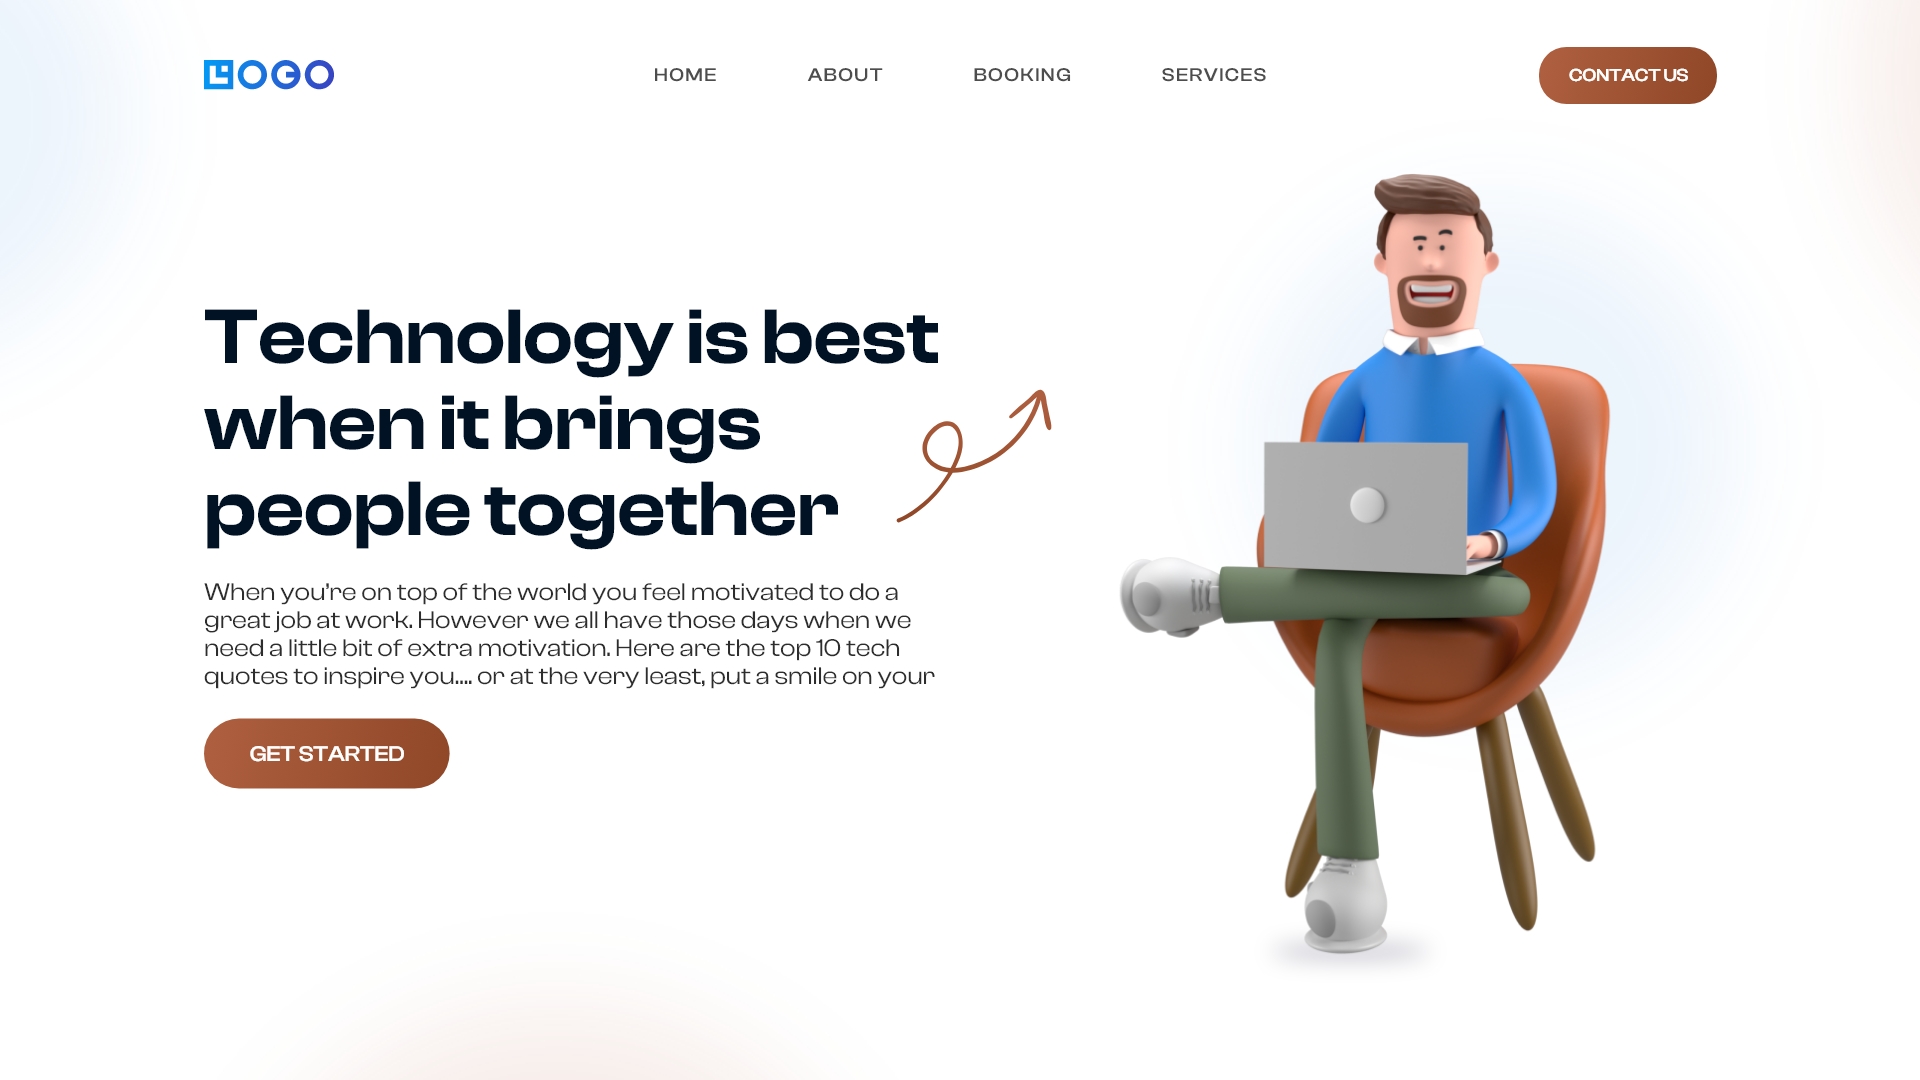 LOGO
HOME
ABOUT
BOOKING
SERVICES
CONTACT US
Technology is best
when it brings
people together
When you're on top of the world you feel motivated to do a
great job at work. However we all have those days when we
need a little bit of extra motivation. Here are the top 10 tech
quotes to inspire you.... or at the very least, put a smile on your
GET STARTED